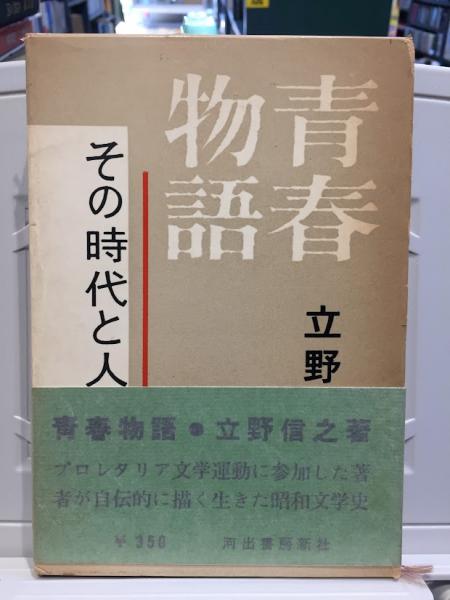 青春
物語
その時代と人
立野
青春物語●立野信之著
プロレタリア文学運動に参加した著
者が自伝的に描く生きた昭和文学史
￥350 河出書房新社